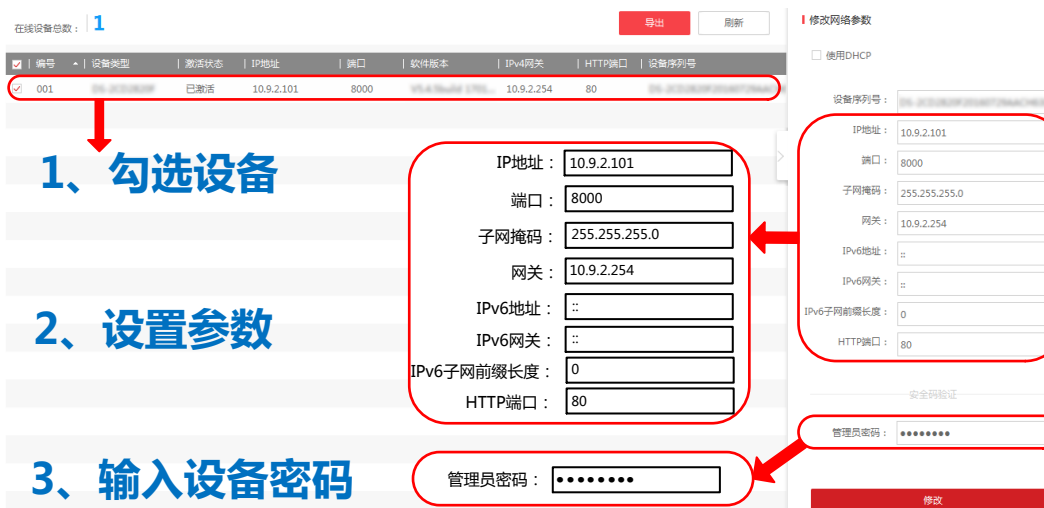 在线设备总数： 1
导出
刷新
编号 设备类型 激活状态 IP地址 端口 软件版本 IPv4网关 HTTP端口 设备序列号
001 已激活 10.9.2.101 8000 10.9.2.254 80
1、勾选设备
2、设置参数
3、输入设备密码
IP地址： 10.9.2.101
端口： 8000
子网掩码： 255.255.255.0
网关： 10.9.2.254
IPv6地址： ::
IPv6网关： ::
IPv6子网前缀长度： 0
HTTP端口： 80
管理员密码： ●●●●●●●●
修改网络参数
使用DHCP
设备序列号：
IP地址： 10.9.2.101
端口： 8000
子网掩码： 255.255.255.0
网关： 10.9.2.254
IPv6地址： ::
IPv6网关： ::
IPv6子网前缀长度： 0
HTTP端口： 80
安全码验证
管理员密码： ●●●●●●●●
修改